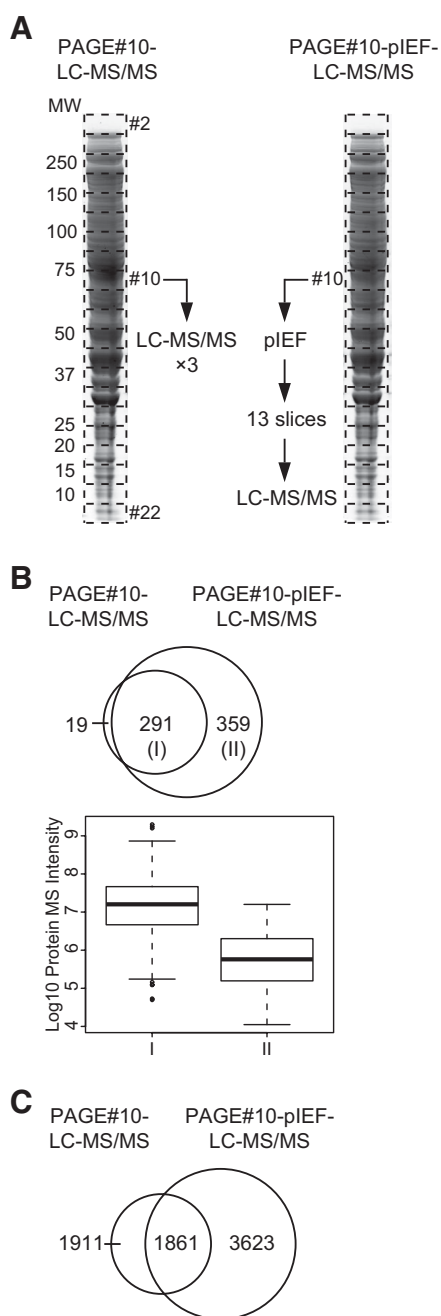 A
PAGE#10-
LC-MS/MS
PAGE#10-pIEF-
LC-MS/MS
MW
#2
250
150
100
75
#10
#10
LC-MS/MS
×3
pIEF
50
37
13 slices
25
20
15
LC-MS/MS
10
#22
B
PAGE#10-
LC-MS/MS
PAGE#10-pIEF-
LC-MS/MS
19
291
(I)
359
(II)
Log10 Protein MS Intensity
9
8
7
6
5
4
I
II
C
PAGE#10-
LC-MS/MS
PAGE#10-pIEF-
LC-MS/MS
1911
1861
3623